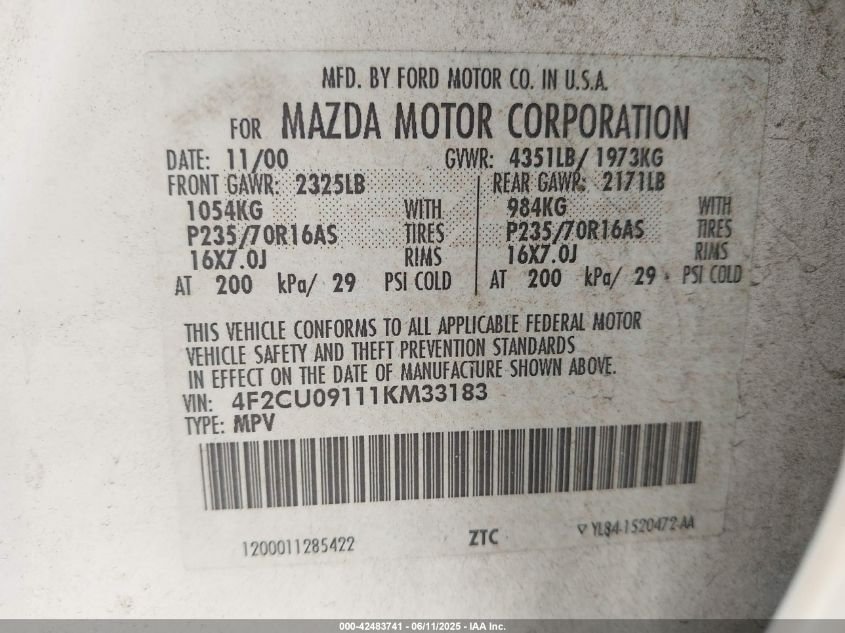 MFD. BY FORD MOTOR CO. IN U.S.A.
FOR MAZDA MOTOR CORPORATION
DATE: 11/00 GVWR: 4351LB/ 1973KG
FRONT GAWR: 2325LB REAR GAWR: 2171LB
1054KG WITH 984KG WITH
P235/70R16AS TIRES P235/70R16AS TIRES
16X7.0J RIMS 16X7.0J RIMS
AT 200 kPa/ 29 PSI COLD AT 200 kPa/ 29 PSI COLD
THIS VEHICLE CONFORMS TO ALL APPLICABLE FEDERAL MOTOR
VEHICLE SAFETY AND THEFT PREVENTION STANDARDS
IN EFFECT ON THE DATE OF MANUFACTURE SHOWN ABOVE.
VIN: 4F2CU09111KM33183
TYPE: MPV
1200011285422 ZTC YL84-1520472-AA
000-42483741 - 06/11/2025 - IAA Inc.